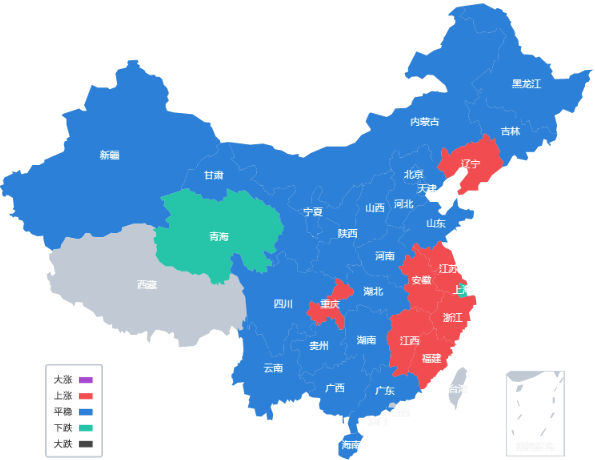 黑龙江
内蒙古
吉林
新疆
辽宁
北京
甘肃
天津
宁夏
山西
河北
山东
青海
陕西
河南
江苏
安徽
西藏
上海
四川
重庆
湖北
浙江
贵州
湖南
江西
福建
云南
广西
广东
台湾
海南
大涨
上涨
平稳
下跌
大跌